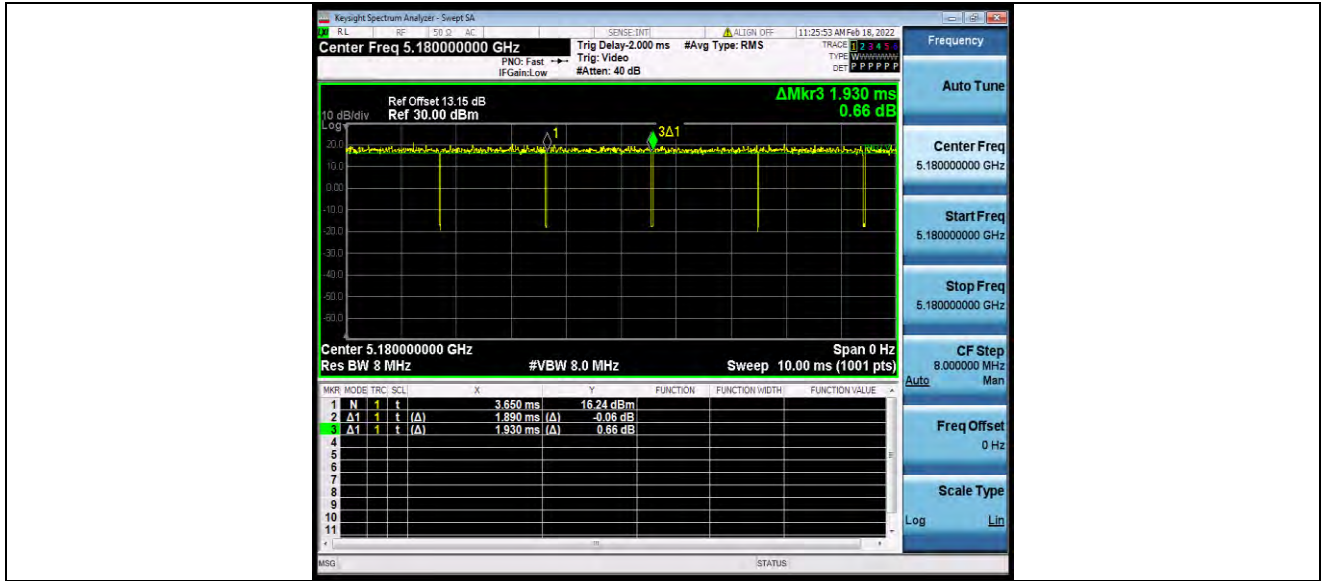 Keysight Spectrum Analyzer - Swept SA
RL RF 50 Ω AC SENSE:INT ALIGN OFF 11:25:53 AM Feb 18, 2022
Center Freq 5.180000000 GHz
PNO: Fast
IFGain:Low
Trig Delay-2.000 ms
Trig: Video
#Atten: 40 dB
#Avg Type: RMS
TRACE 1 2 3 4 5 6
TYPE WWWWWW
DET P P P P P P
ΔMkr3 1.930 ms
0.66 dB
Ref Offset 13.15 dB
10 dB/div Ref 30.00 dBm
Log
1
3Δ1
20.0
10.0
0.00
-10.0
-20.0
-30.0
-40.0
-50.0
-60.0
Center 5.180000000 GHz Span 0 Hz
Res BW 8 MHz #VBW 8.0 MHz Sweep 10.00 ms (1001 pts)
MKR MODE TRC SCL X Y FUNCTION FUNCTION WIDTH FUNCTION VALUE
1 N 1 t 3.650 ms 16.24 dBm
2 Δ1 1 t (Δ) 1.890 ms (Δ) -0.06 dB
3 Δ1 1 t (Δ) 1.930 ms (Δ) 0.66 dB
4
5
6
7
8
9
10
11
MSG STATUS
Frequency
Auto Tune
Center Freq
5.180000000 GHz
Start Freq
5.180000000 GHz
Stop Freq
5.180000000 GHz
CF Step
8.000000 MHz
Auto Man
Freq Offset
0 Hz
Scale Type
Log Lin